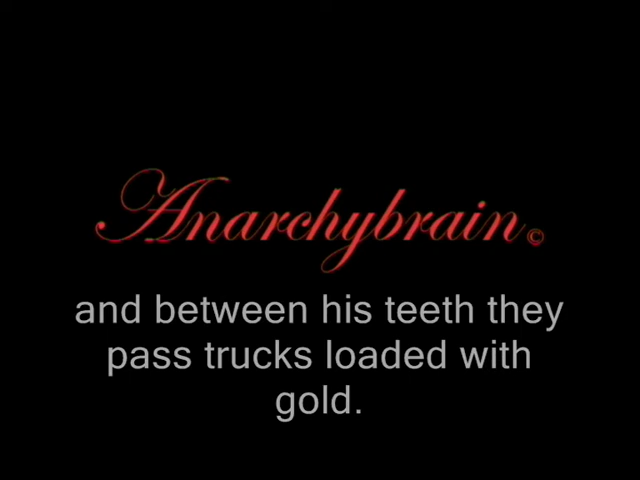 Anarchybrain©
and between his teeth they
pass trucks loaded with
gold.